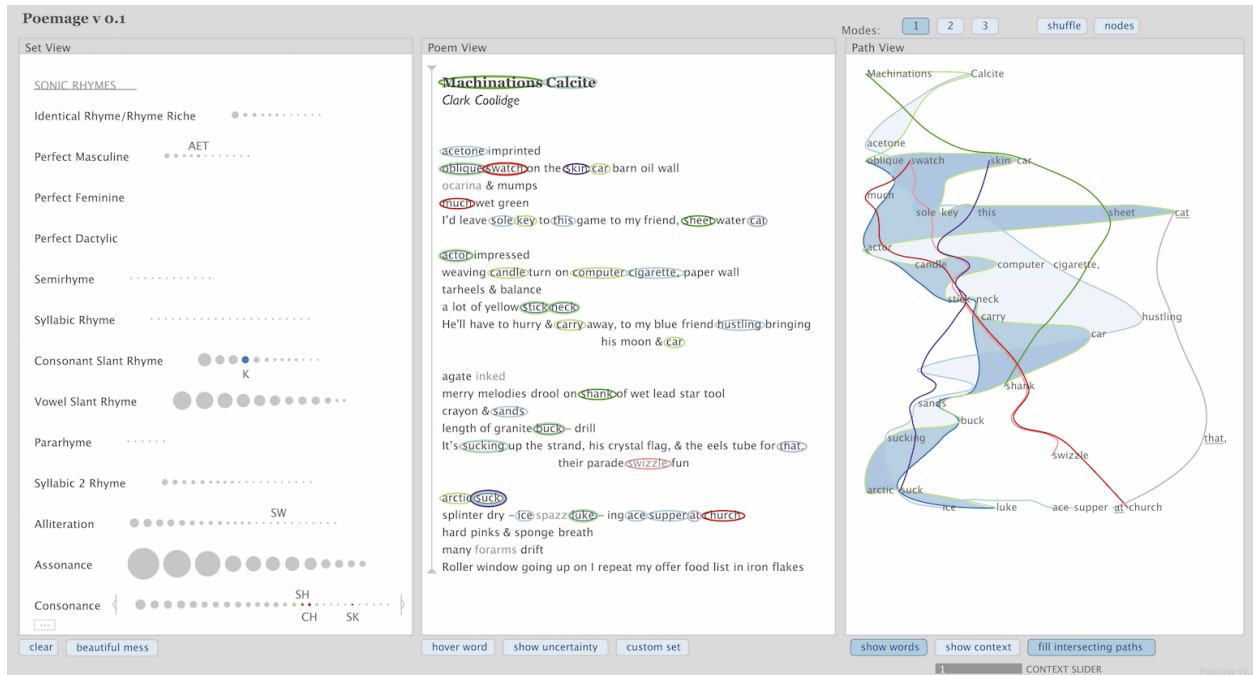 Poemage v 0.1
Modes: 1 2 3 shuffle nodes
Set View
SONIC RHYMES
Identical Rhyme/Rhyme Riche
AET
Perfect Masculine
Perfect Feminine
Perfect Dactylic
Semirhyme
Syllabic Rhyme
Consonant Slant Rhyme
K
Vowel Slant Rhyme
Pararhyme
Syllabic 2 Rhyme
SW
Alliteration
Assonance
SH
Consonance
CH SK
...
clear beautiful mess
Poem View
Machinations Calcite
Clark Coolidge
acetone imprinted
oblique swatch on the skin car barn oil wall
ocarina & mumps
much wet green
I'd leave sole key to this game to my friend, sheet water cat
actor impressed
weaving candle turn on computer cigarette, paper wall
tarheels & balance
a lot of yellow stick neck
He'll have to hurry & carry away, to my blue friend hustling bringing
his moon & car
agate inked
merry melodies drool on shank of wet lead star tool
crayon & sands
length of granite buck – drill
It's sucking up the strand, his crystal flag, & the eels tube for that,
their parade swizzle fun
arctic suck
splinter dry – ice spazz luke – ing ace supper at church
hard pinks & sponge breath
many forarms drift
Roller window going up on I repeat my offer food list in iron flakes
hover word show uncertainty custom set
Path View
Machinations Calcite
acetone
oblique swatch skin car
much
sole key this sheet cat
actor
candle computer cigarette,
stick neck
carry hustling
car
shank
sands
buck
sucking that,
swizzle
arctic suck
ice luke ace supper at church
show words show context fill intersecting paths
1 CONTEXT SLIDER